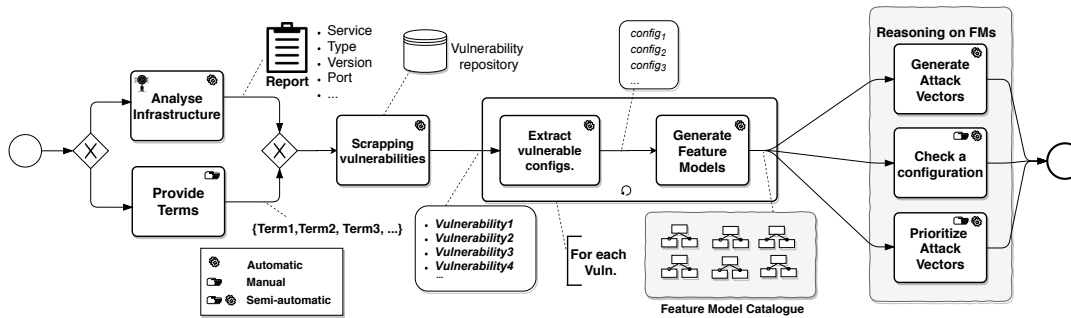 Analyse
Infrastructure
Provide
Terms
Report
• Service
• Type
• Version
• Port
• ...
{Term1,Term2, Term3, ...}
Automatic
Manual
Semi-automatic
Scrapping
vulnerabilities
Vulnerability
repository
• Vulnerability1
• Vulnerability2
• Vulnerability3
• Vulnerability4
...
Extract
vulnerable
configs.
config1
config2
config3
...
Generate
Feature
Models
For each
Vuln.
Feature Model Catalogue
Reasoning on FMs
Generate
Attack
Vectors
Check a
configuration
Prioritize
Attack
Vectors